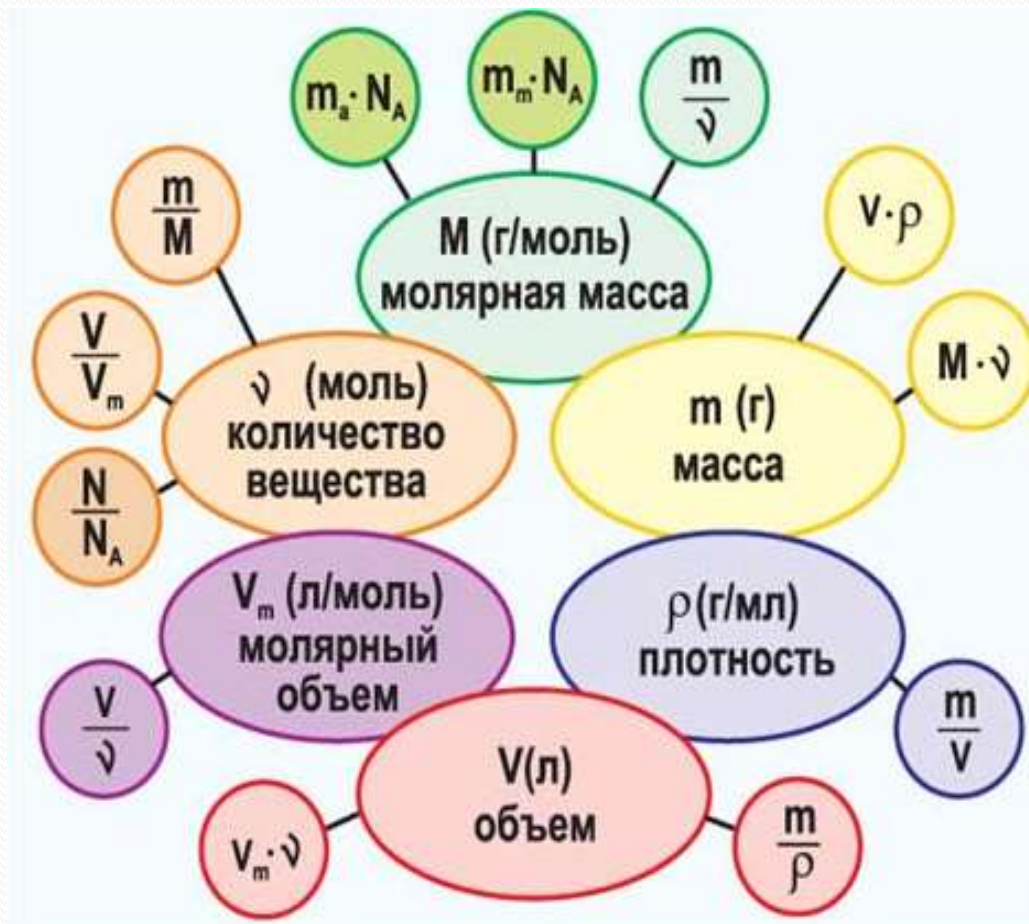 mₐ·N_A
mₘ·N_A
m
ν
M (г/моль)
молярная масса
m
M
V
Vₘ
N
N_A
ν (моль)
количество
вещества
V·ρ
M·ν
m (г)
масса
Vₘ (л/моль)
молярный
объем
V
ν
ρ(г/мл)
плотность
m
V
V(л)
объем
Vₘ·ν
m
ρ